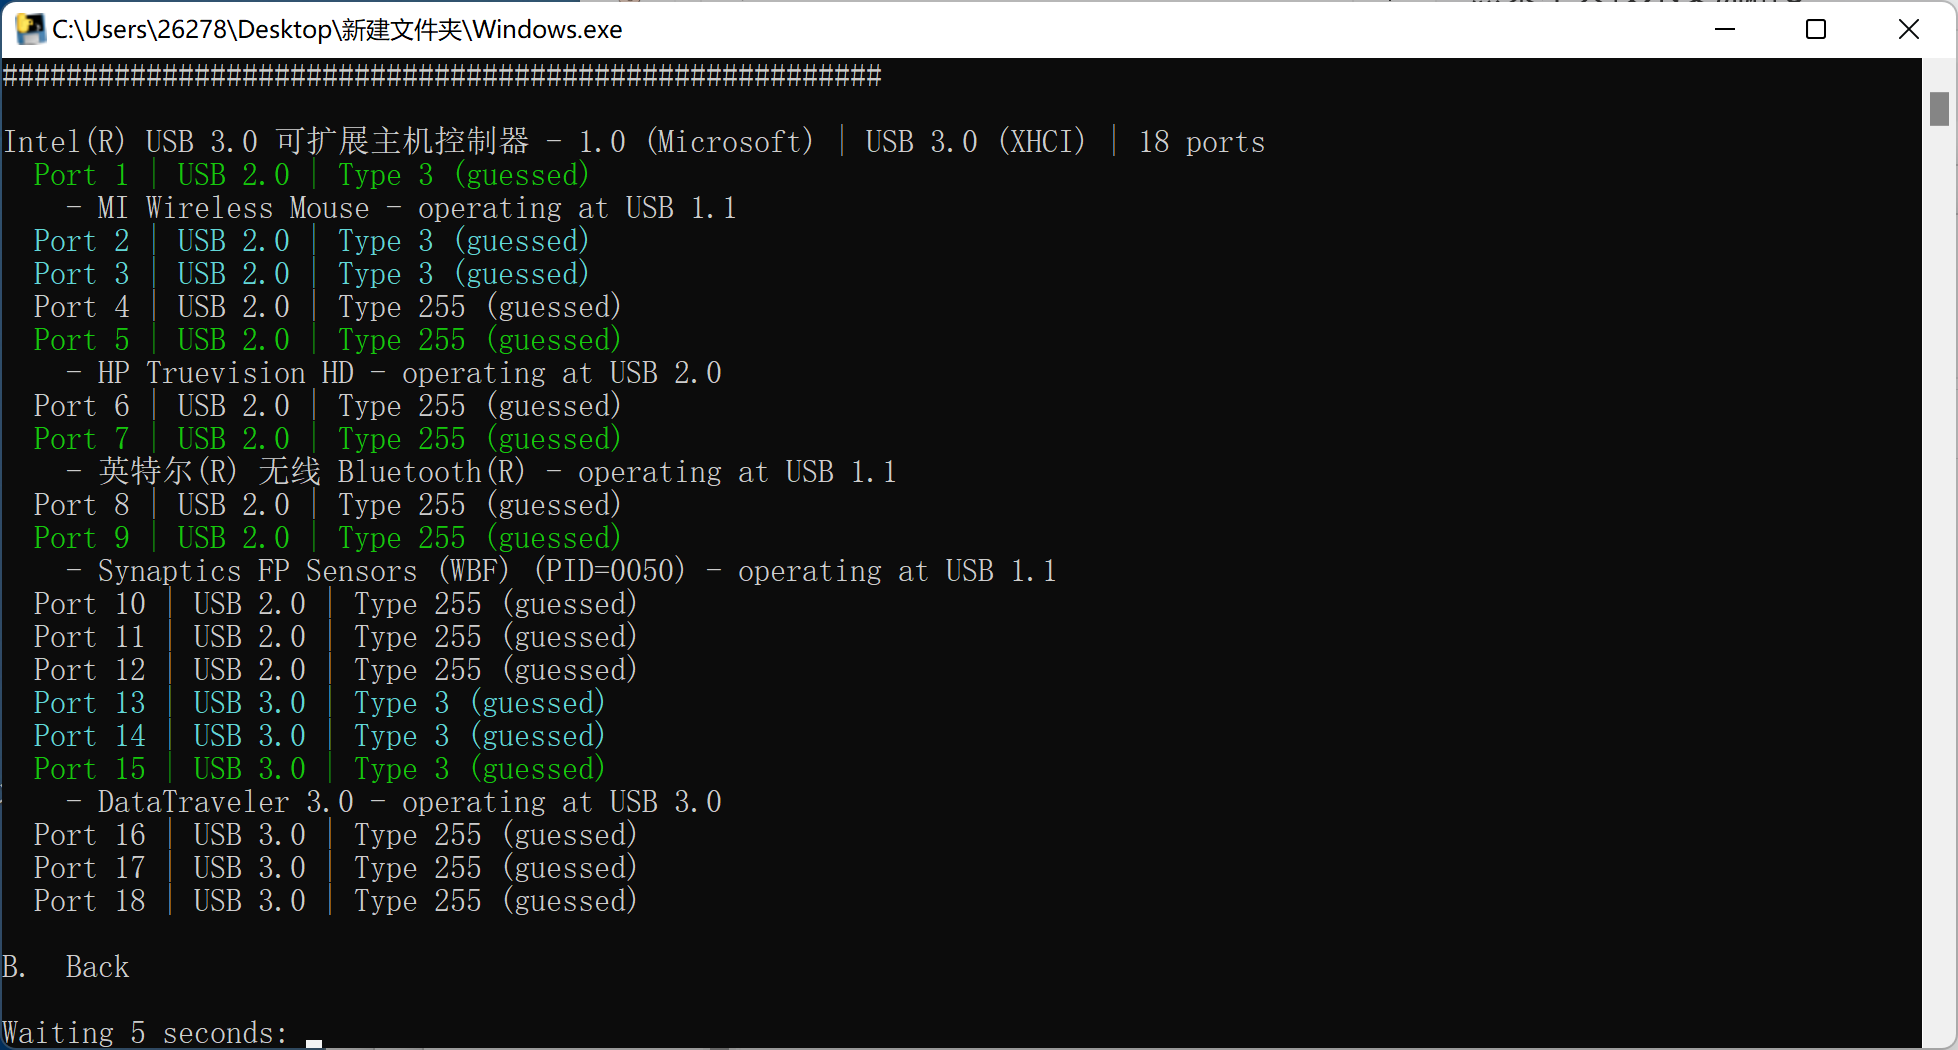 C:\Users\26278\Desktop\新建文件夹\Windows.exe
#######################################################
Intel(R) USB 3.0 可扩展主机控制器 - 1.0 (Microsoft) | USB 3.0 (XHCI) | 18 ports
Port 1 | USB 2.0 | Type 3 (guessed)
- MI Wireless Mouse - operating at USB 1.1
Port 2 | USB 2.0 | Type 3 (guessed)
Port 3 | USB 2.0 | Type 3 (guessed)
Port 4 | USB 2.0 | Type 255 (guessed)
Port 5 | USB 2.0 | Type 255 (guessed)
- HP Truevision HD - operating at USB 2.0
Port 6 | USB 2.0 | Type 255 (guessed)
Port 7 | USB 2.0 | Type 255 (guessed)
- 英特尔(R) 无线 Bluetooth(R) - operating at USB 1.1
Port 8 | USB 2.0 | Type 255 (guessed)
Port 9 | USB 2.0 | Type 255 (guessed)
- Synaptics FP Sensors (WBF) (PID=0050) - operating at USB 1.1
Port 10 | USB 2.0 | Type 255 (guessed)
Port 11 | USB 2.0 | Type 255 (guessed)
Port 12 | USB 2.0 | Type 255 (guessed)
Port 13 | USB 3.0 | Type 3 (guessed)
Port 14 | USB 3.0 | Type 3 (guessed)
Port 15 | USB 3.0 | Type 3 (guessed)
- DataTraveler 3.0 - operating at USB 3.0
Port 16 | USB 3.0 | Type 255 (guessed)
Port 17 | USB 3.0 | Type 255 (guessed)
Port 18 | USB 3.0 | Type 255 (guessed)
B. Back
Waiting 5 seconds: